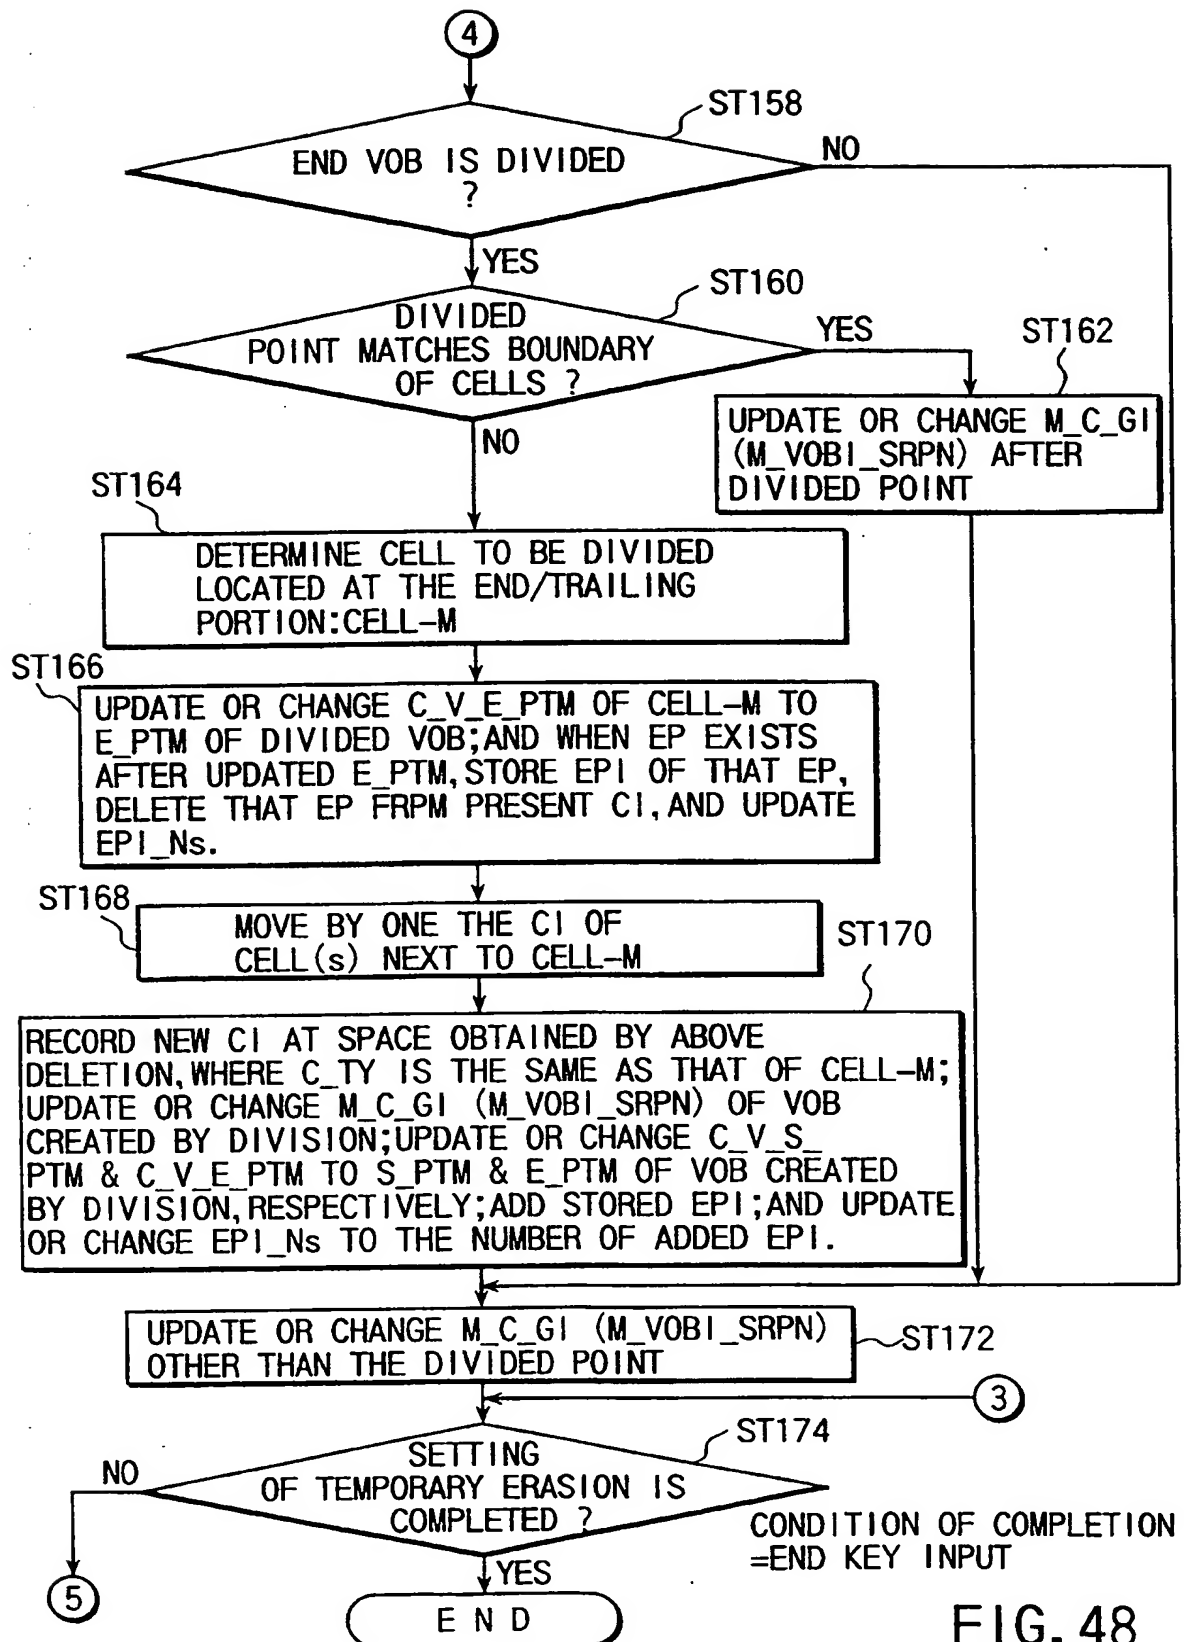 4
ST158
END VOB IS DIVIDED
?
NO
YES
ST160
DIVIDED
POINT MATCHES BOUNDARY
OF CELLS ?
YES
ST162
UPDATE OR CHANGE M_C_GI
(M_VOBI_SRPN) AFTER
DIVIDED POINT
NO
ST164
DETERMINE CELL TO BE DIVIDED
LOCATED AT THE END/TRAILING
PORTION:CELL-M
ST166
UPDATE OR CHANGE C_V_E_PTM OF CELL-M TO
E_PTM OF DIVIDED VOB;AND WHEN EP EXISTS
AFTER UPDATED E_PTM,STORE EPI OF THAT EP,
DELETE THAT EP FRPM PRESENT CI,AND UPDATE
EPI_Ns.
ST168
MOVE BY ONE THE CI OF
CELL(s) NEXT TO CELL-M
ST170
RECORD NEW CI AT SPACE OBTAINED BY ABOVE
DELETION,WHERE C_TY IS THE SAME AS THAT OF CELL-M;
UPDATE OR CHANGE M_C_GI (M_VOBI_SRPN) OF VOB
CREATED BY DIVISION;UPDATE OR CHANGE C_V_S_
PTM & C_V_E_PTM TO S_PTM & E_PTM OF VOB CREATED
BY DIVISION,RESPECTIVELY;ADD STORED EPI;AND UPDATE
OR CHANGE EPI_Ns TO THE NUMBER OF ADDED EPI.
UPDATE OR CHANGE M_C_GI (M_VOBI_SRPN)
OTHER THAN THE DIVIDED POINT
ST172
3
ST174
SETTING
OF TEMPORARY ERASION IS
COMPLETED ?
NO
5
CONDITION OF COMPLETION
=END KEY INPUT
YES
END
FIG.48